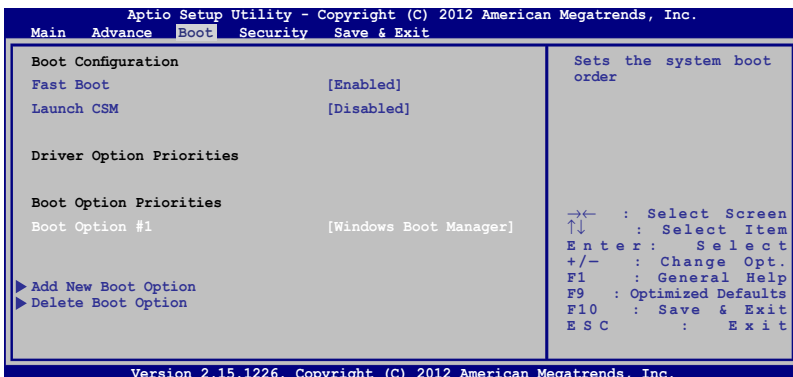 Aptio Setup Utility - Copyright (C) 2012 American Megatrends, Inc.
Main Advance Boot Security Save & Exit
Boot Configuration
Fast Boot [Enabled]
Launch CSM [Disabled]
Driver Option Priorities
Boot Option Priorities
Boot Option #1 [Windows Boot Manager]
Add New Boot Option
Delete Boot Option
Sets the system boot
order
→← : Select Screen
↑↓ : Select Item
Enter: Select
+/— : Change Opt.
F1 : General Help
F9 : Optimized Defaults
F10 : Save & Exit
ESC : Exit
Version 2.15.1226. Copyright (C) 2012 American Megatrends, Inc.